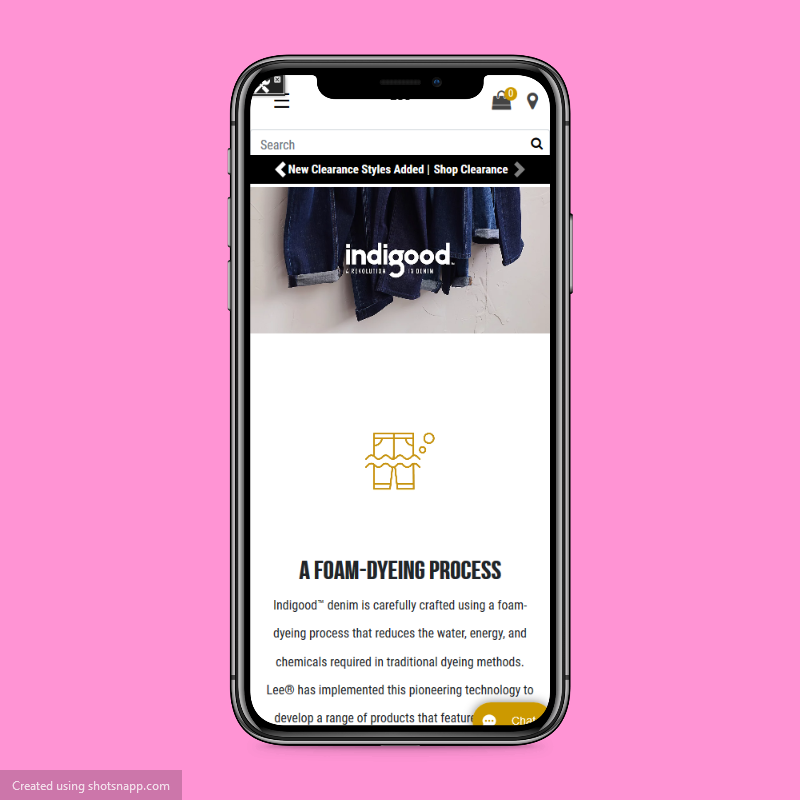 0
Search
New Clearance Styles Added | Shop Clearance
indigood™
A REVOLUTION IN DENIM
A FOAM-DYEING PROCESS
Indigood™ denim is carefully crafted using a foam-
dyeing process that reduces the water, energy, and
chemicals required in traditional dyeing methods.
Lee® has implemented this pioneering technology to
develop a range of products that feature
Chat
Created using shotsnapp.com